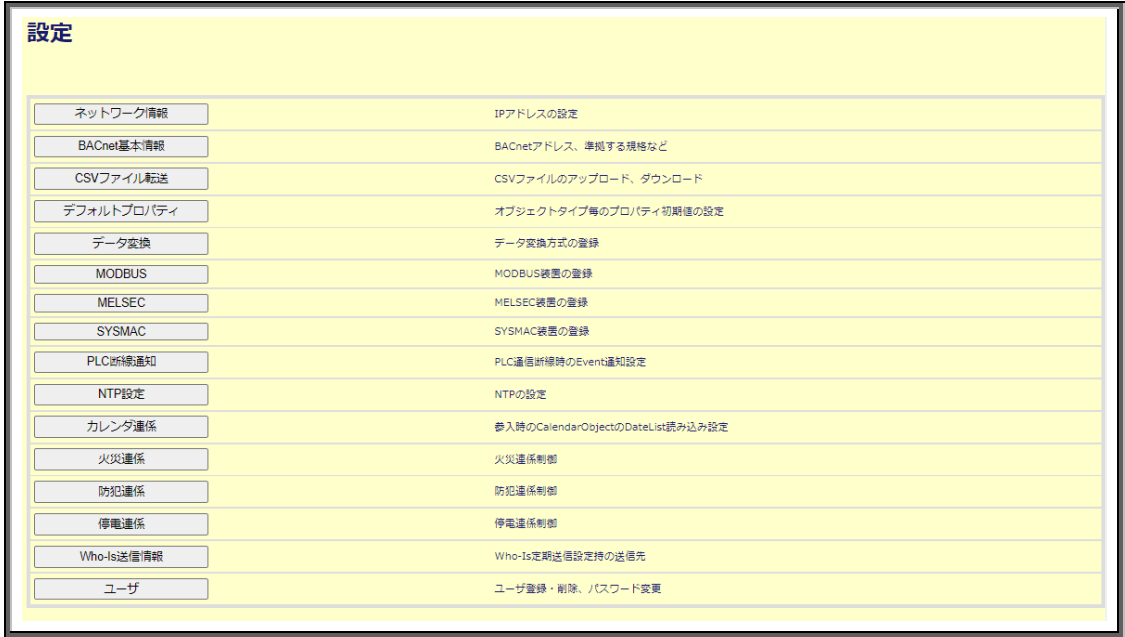 設定
ネットワーク情報 IPアドレスの設定
BACnet基本情報 BACnetアドレス、準拠する規格など
CSVファイル転送 CSVファイルのアップロード、ダウンロード
デフォルトプロパティ オブジェクトタイプ毎のプロパティ初期値の設定
データ変換 データ変換方式の登録
MODBUS MODBUS装置の登録
MELSEC MELSEC装置の登録
SYSMAC SYSMAC装置の登録
PLC断線通知 PLC通信断線時のEvent通知設定
NTP設定 NTPの設定
カレンダ連係 参入時のCalendarObjectのDateList読み込み設定
火災連係 火災連係制御
防犯連係 防犯連係制御
停電連係 停電連係制御
Who-Is送信情報 Who-Is定期送信設定持の送信先
ユーザ ユーザ登録・削除、パスワード変更